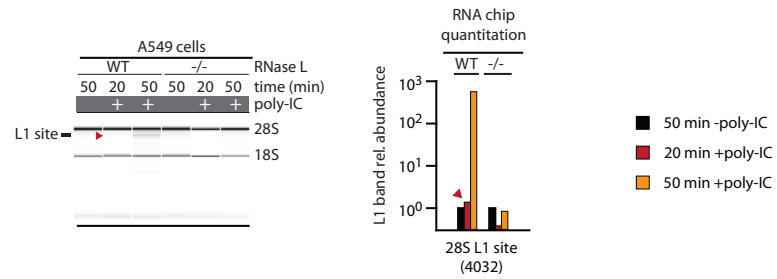 A549 cells
WT -/- RNase L
50 20 50 50 20 50 time (min)
+ + + + poly-IC
28S
L1 site
18S
RNA chip
quantitation
WT -/-
L1 band rel. abundance
10³
10²
10¹
10⁰
28S L1 site
(4032)
50 min -poly-IC
20 min +poly-IC
50 min +poly-IC